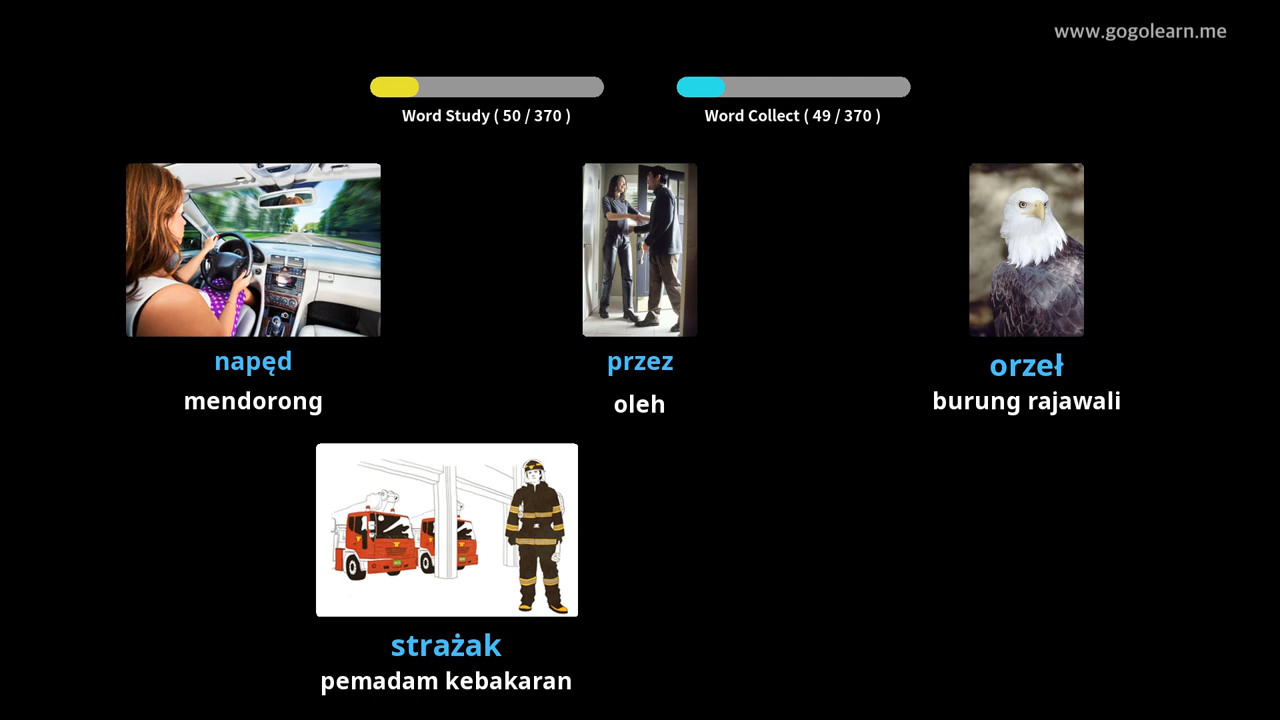 www.gogolearn.me
Word Study ( 50 / 370 )
Word Collect ( 49 / 370 )
napęd
mendorong
przez
oleh
orzeł
burung rajawali
strażak
pemadam kebakaran